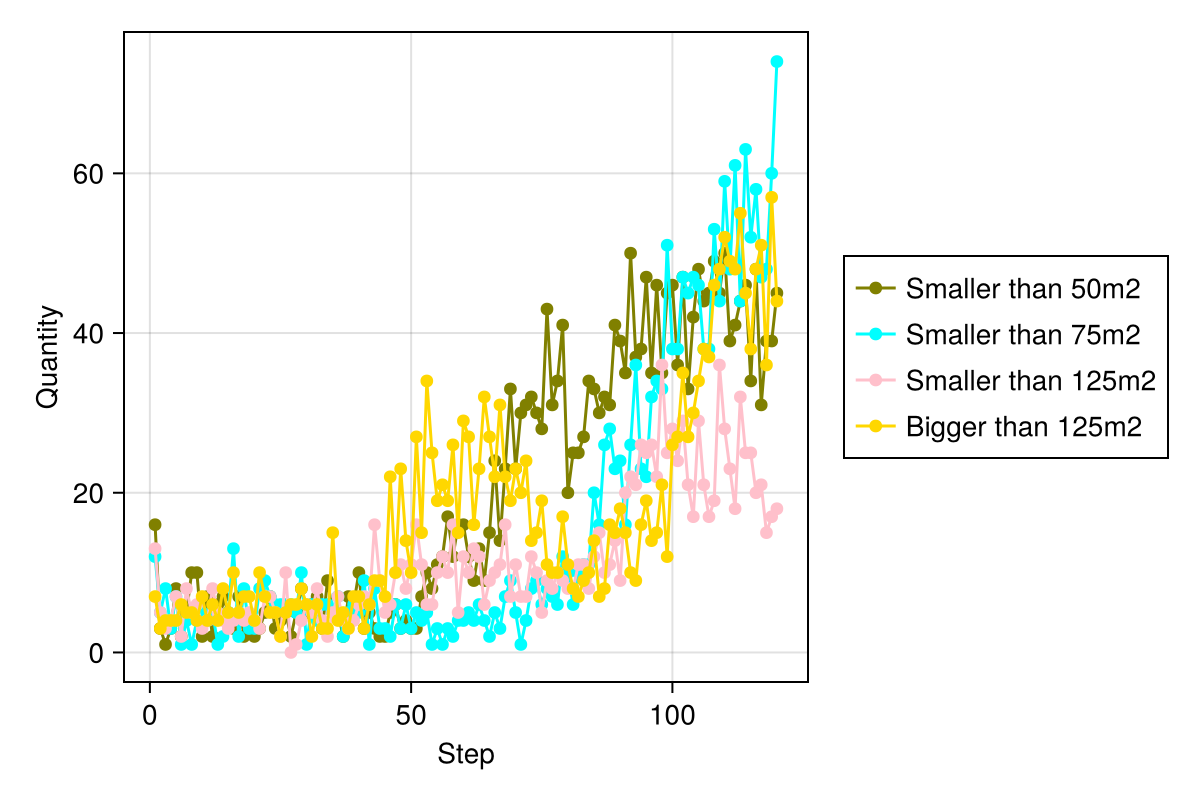 60
40
20
0
Quantity
0
50
100
Step
Smaller than 50m2
Smaller than 75m2
Smaller than 125m2
Bigger than 125m2